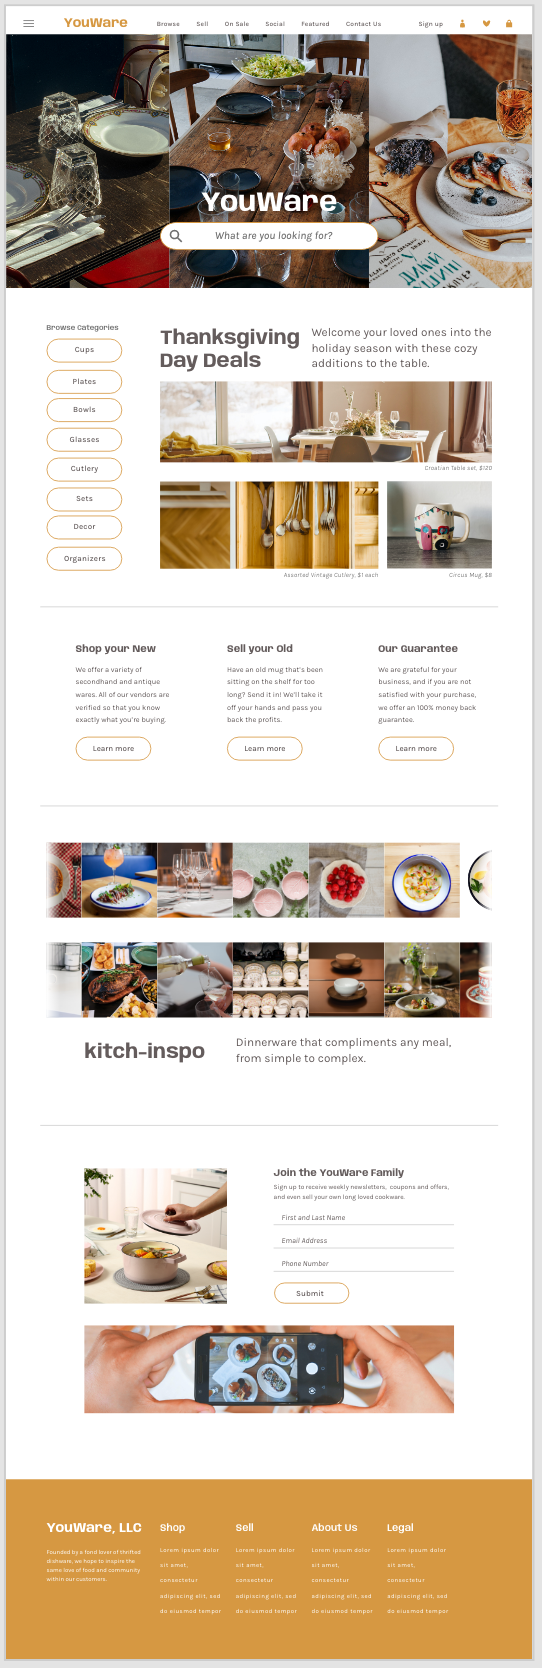 YouWare
Browse
Sell
On Sale
Social
Featured
Contact Us
Sign up
YouWare
What are you looking for?
Browse Categories
Cups
Plates
Bowls
Glasses
Cutlery
Sets
Decor
Organizers
Thanksgiving
Day Deals
Welcome your loved ones into the
holiday season with these cozy
additions to the table.
Croatian Table set, $120
Assorted Vintage Cutlery, $1 each
Circus Mug, $8
Shop your New
We offer a variety of
secondhand and antique
wares. All of our vendors are
verified so that you know
exactly what you're buying.
Learn more
Sell your Old
Have an old mug that's been
sitting on the shelf for too
long? Send it in! We'll take it
off your hands and pass you
back the profits.
Learn more
Our Guarantee
We are grateful for your
business, and if you are not
satisfied with your purchase,
we offer an 100% money back
guarantee.
Learn more
kitch-inspo
Dinnerware that compliments any meal,
from simple to complex.
Join the YouWare Family
Sign up to receive weekly newsletters, coupons and offers,
and even sell your own long loved cookware.
First and Last Name
Email Address
Phone Number
Submit
YouWare, LLC
Founded by a fond lover of thrifted
dishware, we hope to inspire the
same love of food and community
within our customers.
Shop
Lorem ipsum dolor
sit amet,
consectetur
adipiscing elit, sed
do eiusmod tempor
Sell
Lorem ipsum dolor
sit amet,
consectetur
adipiscing elit, sed
do eiusmod tempor
About Us
Lorem ipsum dolor
sit amet,
consectetur
adipiscing elit, sed
do eiusmod tempor
Legal
Lorem ipsum dolor
sit amet,
consectetur
adipiscing elit, sed
do eiusmod tempor